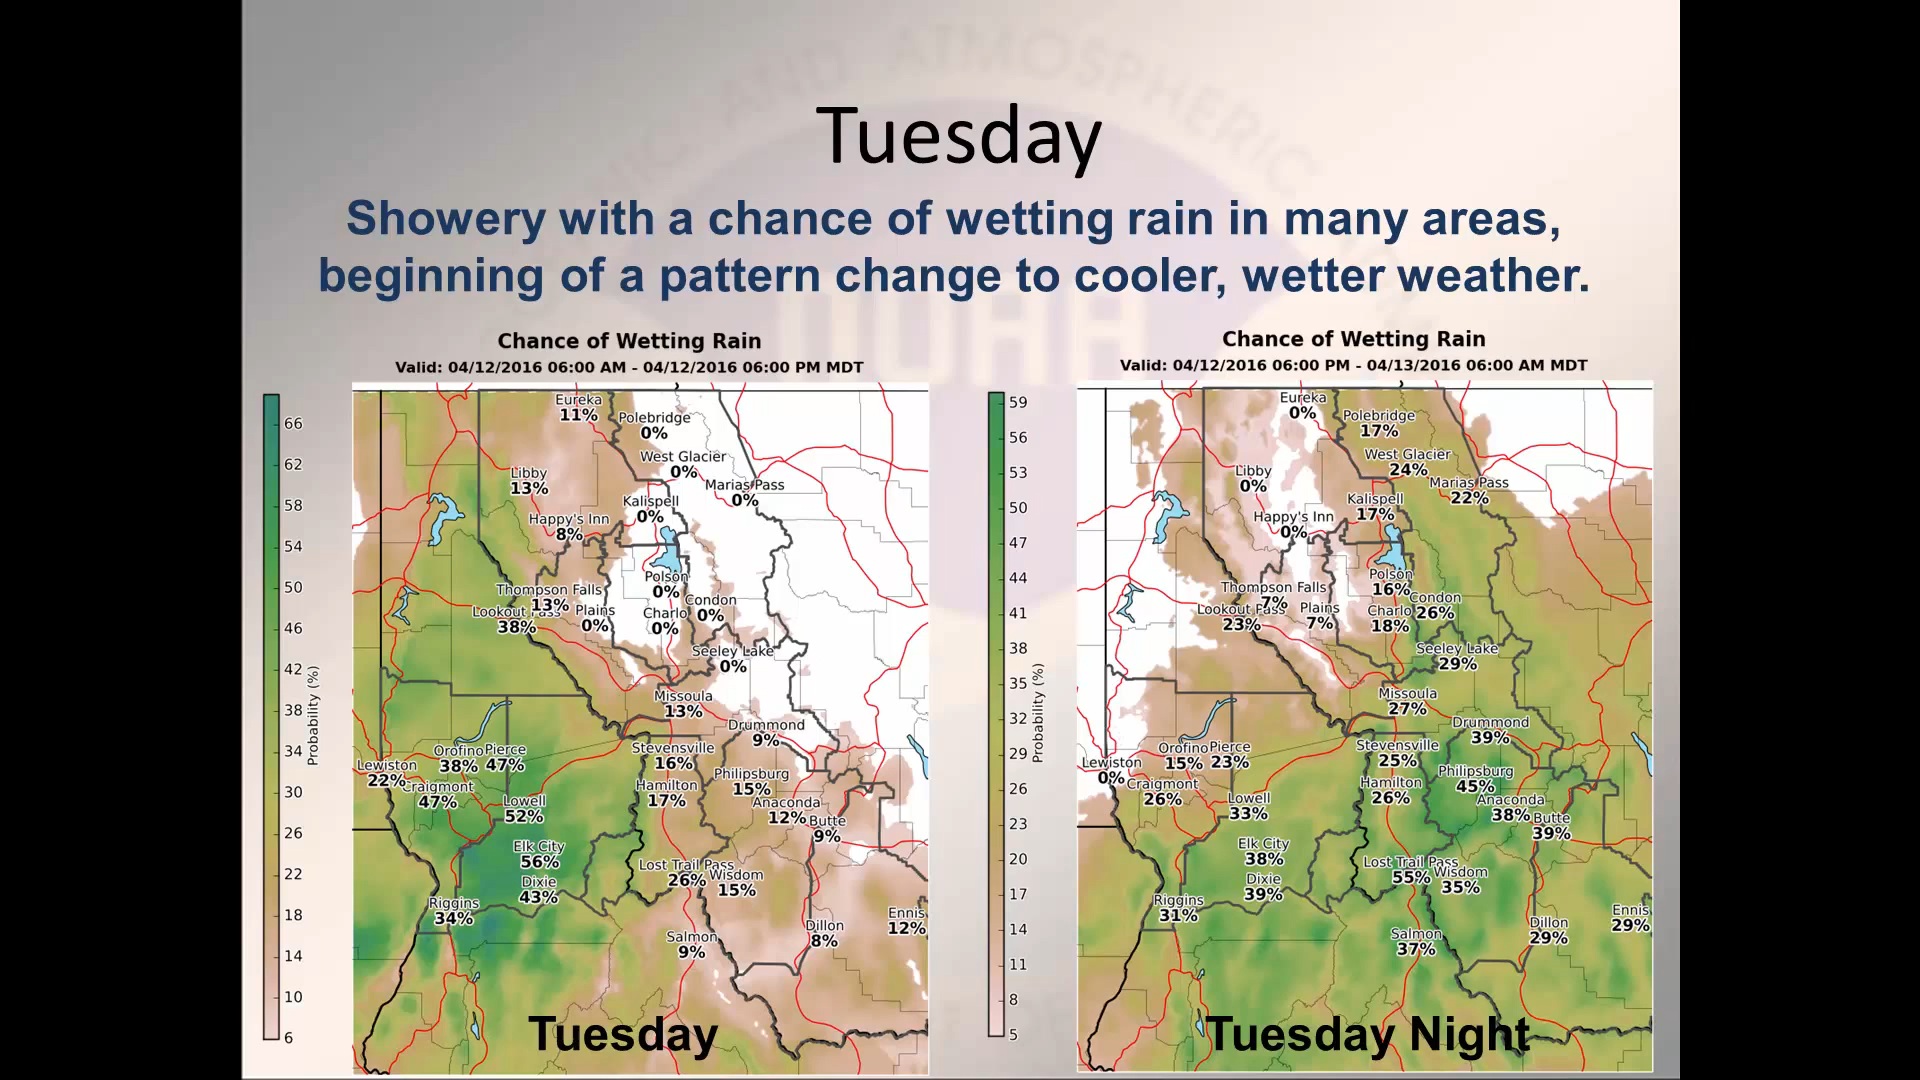 Tuesday
Showery with a chance of wetting rain in many areas,
beginning of a pattern change to cooler, wetter weather.
Chance of Wetting Rain
Valid: 04/12/2016 06:00 AM - 04/12/2016 06:00 PM MDT
66
62
58
54
50
46
42
38
34
30
26
22
18
14
10
6
Probability (%)
Eureka
11%
Polebridge
0%
West Glacier
0%
Marias Pass
0%
Libby
13%
Kalispell
0%
Happy's Inn
8%
Polson
0%
Thompson Falls
13%
Lookout Pass
38%
Plains
0%
Charlo
0%
Condon
0%
Seeley Lake
0%
Missoula
13%
Drummond
9%
Orofino
38%
Pierce
47%
Stevensville
16%
Lewiston
22%
Craigmont
47%
Philipsburg
15%
Hamilton
17%
Lowell
52%
Anaconda
12%
Butte
9%
Elk City
56%
Lost Trail Pass
26%
Wisdom
15%
Dixie
43%
Riggins
34%
Ennis
12%
Dillon
8%
Salmon
9%
Tuesday
Chance of Wetting Rain
Valid: 04/12/2016 06:00 PM - 04/13/2016 06:00 AM MDT
59
56
53
50
47
44
41
38
35
32
29
26
23
20
17
14
11
8
5
Probability (%)
Eureka
0%
Polebridge
17%
West Glacier
24%
Marias Pass
22%
Libby
0%
Kalispell
17%
Happy's Inn
0%
Polson
16%
Thompson Falls
7%
Lookout Pass
23%
Plains
7%
Charlo
18%
Condon
26%
Seeley Lake
29%
Missoula
27%
Drummond
39%
Orofino
15%
Pierce
23%
Stevensville
25%
Lewiston
0%
Craigmont
26%
Philipsburg
45%
Hamilton
26%
Lowell
33%
Anaconda
38%
Butte
39%
Elk City
38%
Lost Trail Pass
55%
Wisdom
35%
Dixie
39%
Riggins
31%
Ennis
29%
Dillon
29%
Salmon
37%
Tuesday Night